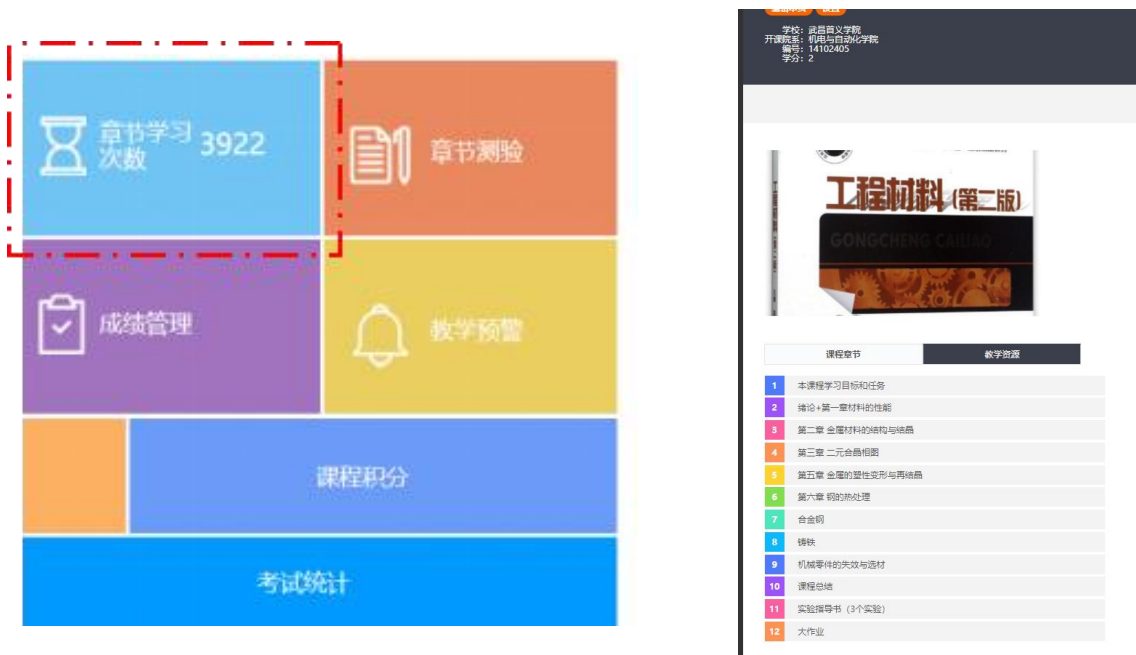 章节学习
次数
3922
章节测验
成绩管理
教学预警
课程积分
考试统计
学校：武昌首义学院
开课院系：机电与自动化学院
编号：14102405
学分：2
工程材料（第二版）
GONGCHENG CAILIAO
课程章节
教学资源
1 本课程学习目标和任务
2 绪论+第一章材料的性能
3 第二章 金属材料的结构与结晶
4 第三章 二元合晶相图
5 第五章 金属的塑性变形与再结晶
6 第六章 钢的热处理
7 合金钢
8 铸铁
9 机械零件的失效与选材
10 课程总结
11 实验指导书（3个实验）
12 大作业